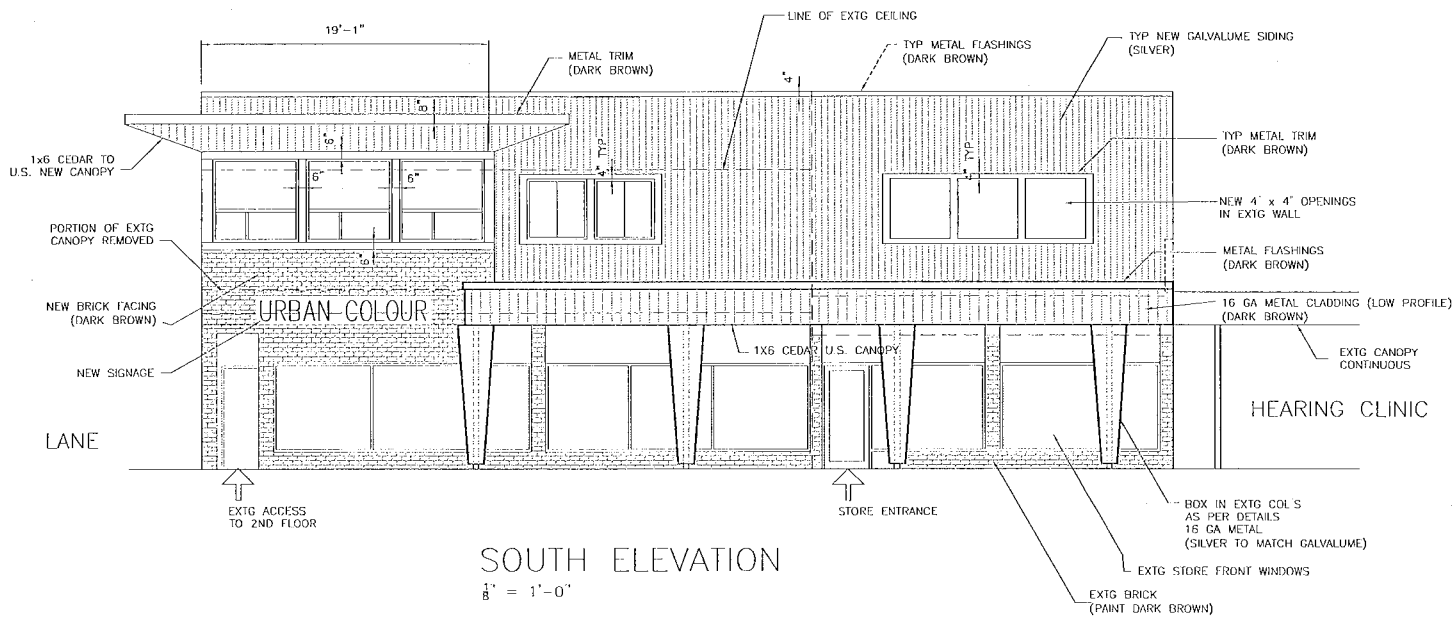 19'-1"
LINE OF EXTG CEILING
METAL TRIM
(DARK BROWN)
TYP METAL FLASHINGS
(DARK BROWN)
4"
TYP NEW GALVALUME SIDING
(SILVER)
8"
6"
1x6 CEDAR TO
U.S. NEW CANOPY
6"
6"
4" TYP
4" TYP
TYP METAL TRIM
(DARK BROWN)
NEW 4' x 4" OPENINGS
IN EXTG WALL
PORTION OF EXTG
CANOPY REMOVED
6"
METAL FLASHINGS
(DARK BROWN)
NEW BRICK FACING
(DARK BROWN)
URBAN COLOUR
16 GA METAL CLADDING (LOW PROFILE)
(DARK BROWN)
1X6 CEDAR U.S. CANOPY
EXTG CANOPY
CONTINUOUS
NEW SIGNAGE
LANE
HEARING CLINIC
EXTG ACCESS
TO 2ND FLOOR
STORE ENTRANCE
BOX IN EXTG COL'S
AS PER DETAILS
16 GA METAL
(SILVER TO MATCH GALVALUME)
SOUTH ELEVATION
1/8" = 1'-0"
EXTG STORE FRONT WINDOWS
EXTG BRICK
(PAINT DARK BROWN)